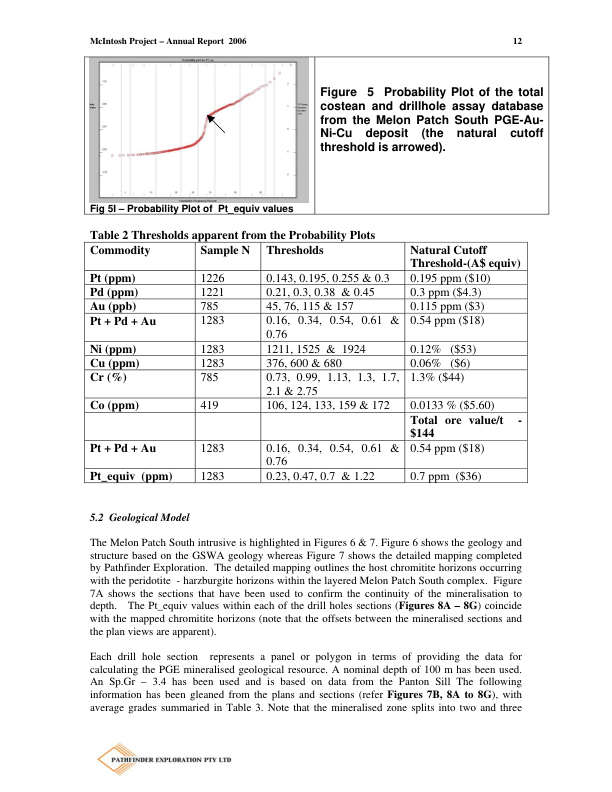 McIntosh Project – Annual Report  2006 12
Fig 5I – Probability Plot of  Pt_equiv values
Figure 5 Probability Plot of the total
costean and drillhole assay database
from the Melon Patch South PGE-Au-
Ni-Cu deposit (the natural cutoff
threshold is arrowed).
Table 2 Thresholds apparent from the Probability Plots
Commodity Sample N Thresholds Natural Cutoff
Threshold-(A$ equiv)
Pt (ppm) 1226 0.143, 0.195, 0.255 & 0.3 0.195 ppm ($10)
Pd (ppm) 1221 0.21, 0.3, 0.38  & 0.45 0.3 ppm ($4.3)
Au (ppb) 785 45, 76, 115 & 157 0.115 ppm ($3)
Pt + Pd + Au 1283 0.16, 0.34, 0.54, 0.61 & 0.54 ppm ($18)
0.76
Ni (ppm) 1283 1211, 1525  &  1924 0.12%   ($53)
Cu (ppm) 1283 376, 600 & 680 0.06%   ($6)
Cr (%) 785 0.73, 0.99, 1.13, 1.3, 1.7, 1.3% ($44)
2.1 & 2.75
Co (ppm) 419 106, 124, 133, 159 & 172 0.0133 % ($5.60)
Total ore value/t -
$144
Pt + Pd + Au 1283 0.16, 0.34, 0.54, 0.61 & 0.54 ppm ($18)
0.76
Pt_equiv  (ppm) 1283 0.23, 0.47, 0.7  & 1.22 0.7 ppm  ($36)
5.2  Geological Model
The Melon Patch South intrusive is highlighted in Figures 6 & 7. Figure 6 shows the geology and
structure based on the GSWA geology whereas Figure 7 shows the detailed mapping completed
by Pathfinder Exploration.  The detailed mapping outlines the host chromitite horizons occurring
with the peridotite  - harzburgite horizons within the layered Melon Patch South complex.  Figure
7A shows the sections that have been used to confirm the continuity of the mineralisation to
depth.   The Pt_equiv values within each of the drill holes sections (Figures 8A – 8G) coincide
with the mapped chromitite horizons (note that the offsets between the mineralised sections and
the plan views are apparent).
Each drill hole section  represents a panel or polygon in terms of providing the data for
calculating the PGE mineralised geological resource. A nominal depth of 100 m has been used.
An Sp.Gr – 3.4 has been used and is based on data from the Panton Sill The following
information has been gleaned from the plans and sections (refer Figures 7B, 8A to 8G), with
average grades summaried in Table 3. Note that the mineralised zone splits into two and three
PATHFINDER EXPLORATION PTY LTD